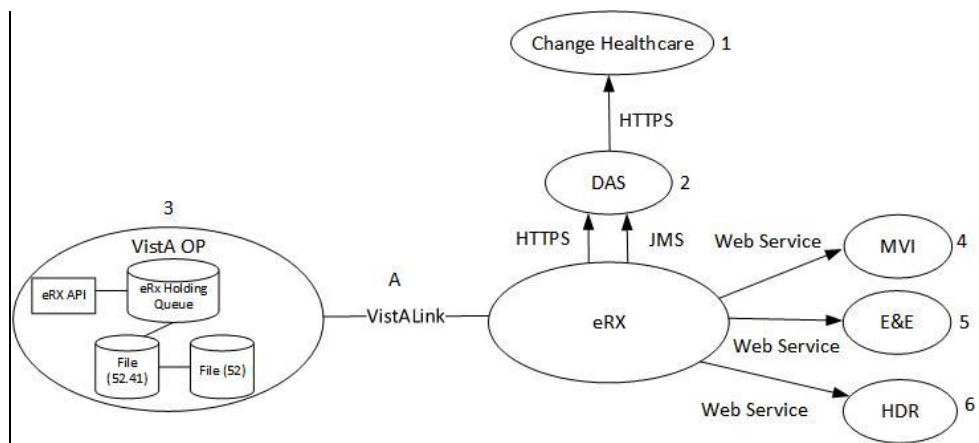 Change Healthcare
1
HTTPS
DAS
2
HTTPS
JMS
3
VistA OP
eRX API
eRx Holding
Queue
File
(52.41)
File (52)
A
VistALink
eRX
Web Service
MVI
4
Web Service
E&E
5
Web Service
HDR
6